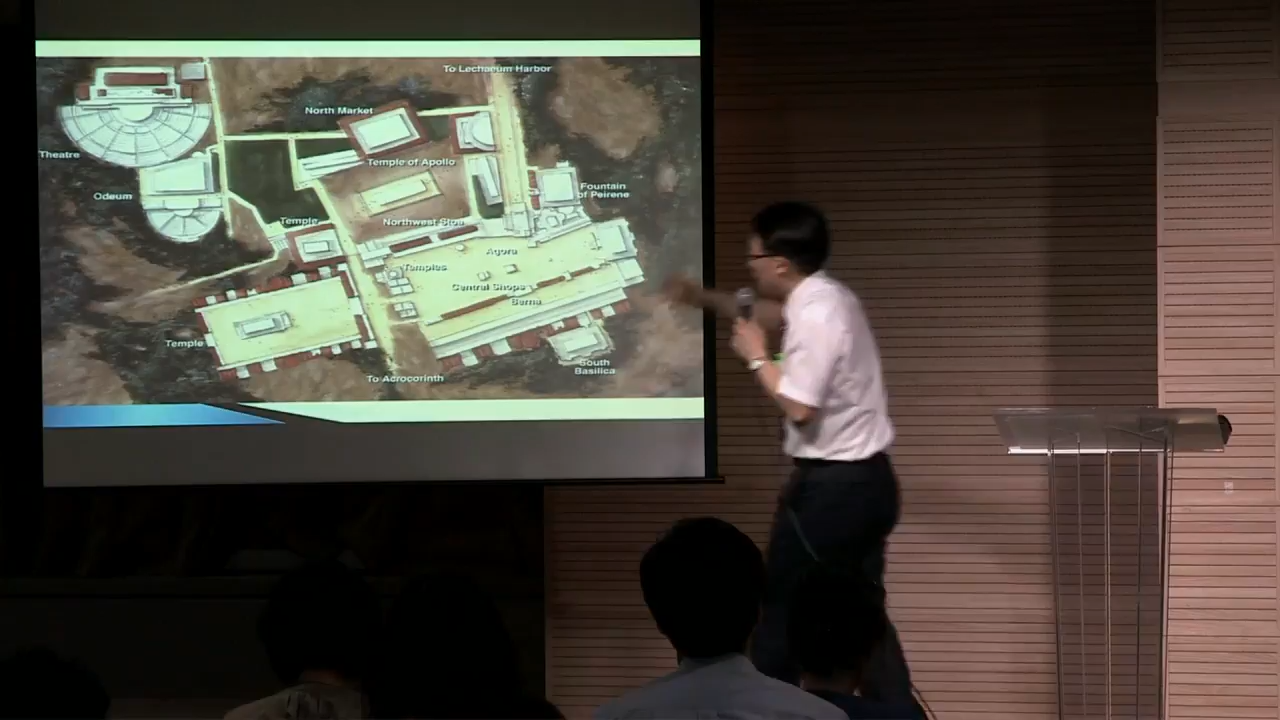 To Lechaeum Harbor
North Market
Theatre
Temple of Apollo
Odeum
Fountain
of Peirene
Temple
Northwest Stoa
Agora
Temples
Central Shops
Bema
Temple
South
Basilica
To Acrocorinth